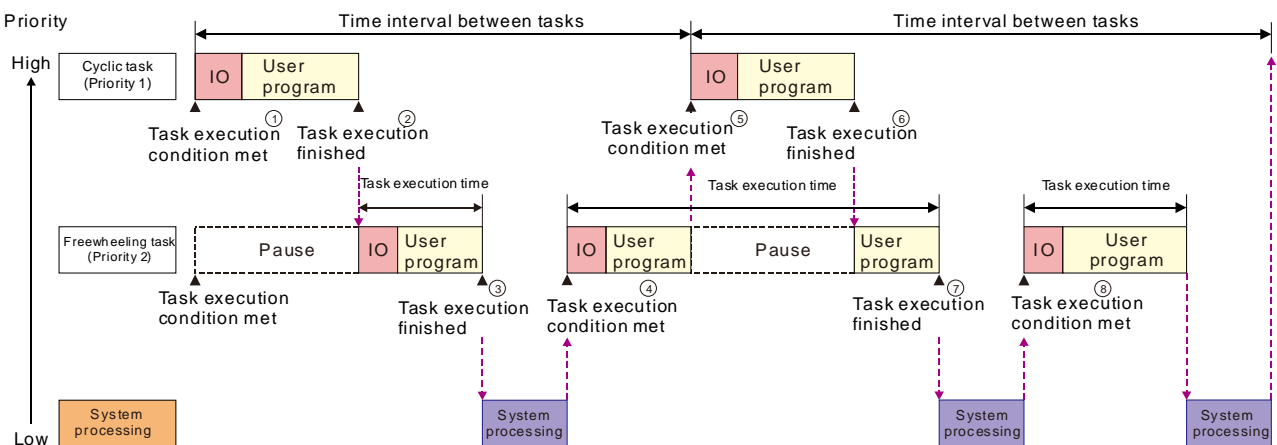 Priority
Time interval between tasks
Time interval between tasks
High
Cyclic task
(Priority 1)
IO
User
program
IO
User
program
①
Task execution
condition met
②
Task execution
finished
⑤
Task execution
condition met
⑥
Task execution
finished
Task execution time
Task execution time
Task execution time
Freewheeling task
(Priority 2)
Pause
IO
User
program
IO
User
program
Pause
User
program
IO
User
program
Task execution
condition met
③
Task execution
finished
④
Task execution
condition met
⑦
Task execution
finished
⑧
Task execution
condition met
Low
System
processing
System
processing
System
processing
System
processing